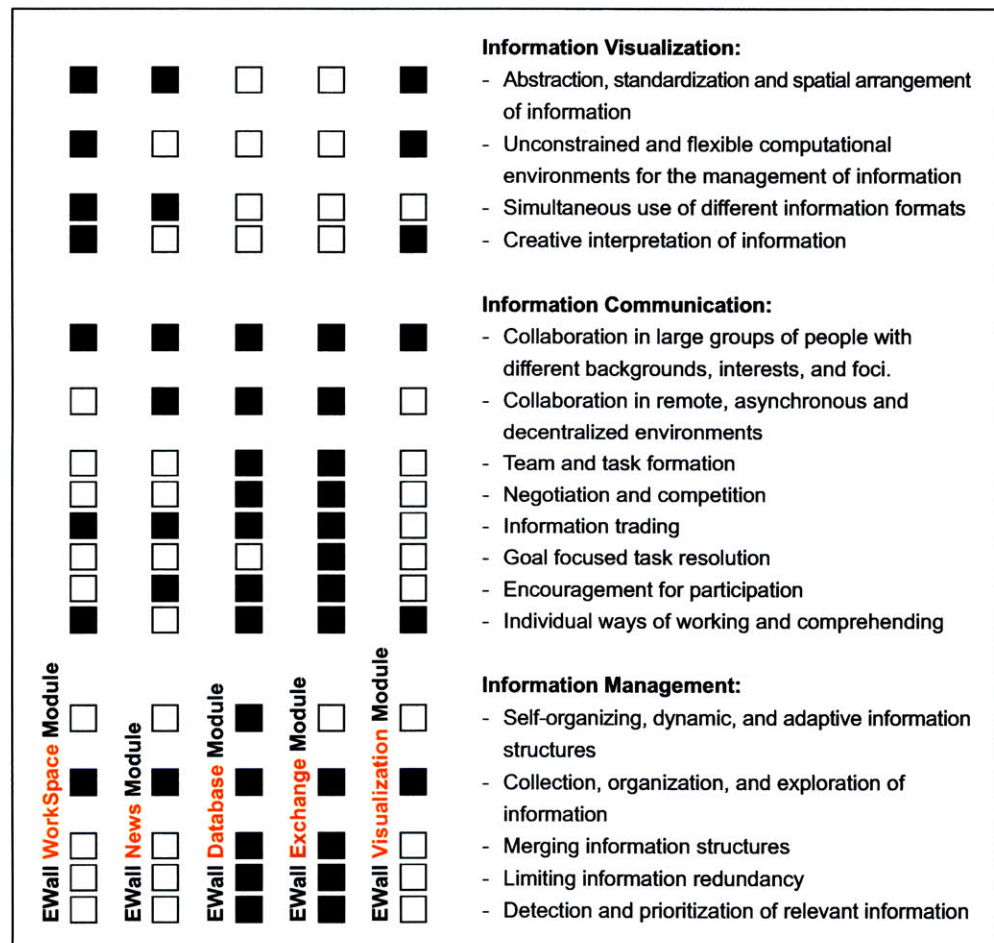 Information Visualization:
- Abstraction, standardization and spatial arrangement
of information
- Unconstrained and flexible computational
environments for the management of information
- Simultaneous use of different information formats
- Creative interpretation of information
Information Communication:
- Collaboration in large groups of people with
different backgrounds, interests, and foci.
- Collaboration in remote, asynchronous and
decentralized environments
- Team and task formation
- Negotiation and competition
- Information trading
- Goal focused task resolution
- Encouragement for participation
- Individual ways of working and comprehending
EWall WorkSpace Module
EWall News Module
EWall Database Module
EWall Exchange Module
EWall Visualization Module
Information Management:
- Self-organizing, dynamic, and adaptive information
structures
- Collection, organization, and exploration of
information
- Merging information structures
- Limiting information redundancy
- Detection and prioritization of relevant information